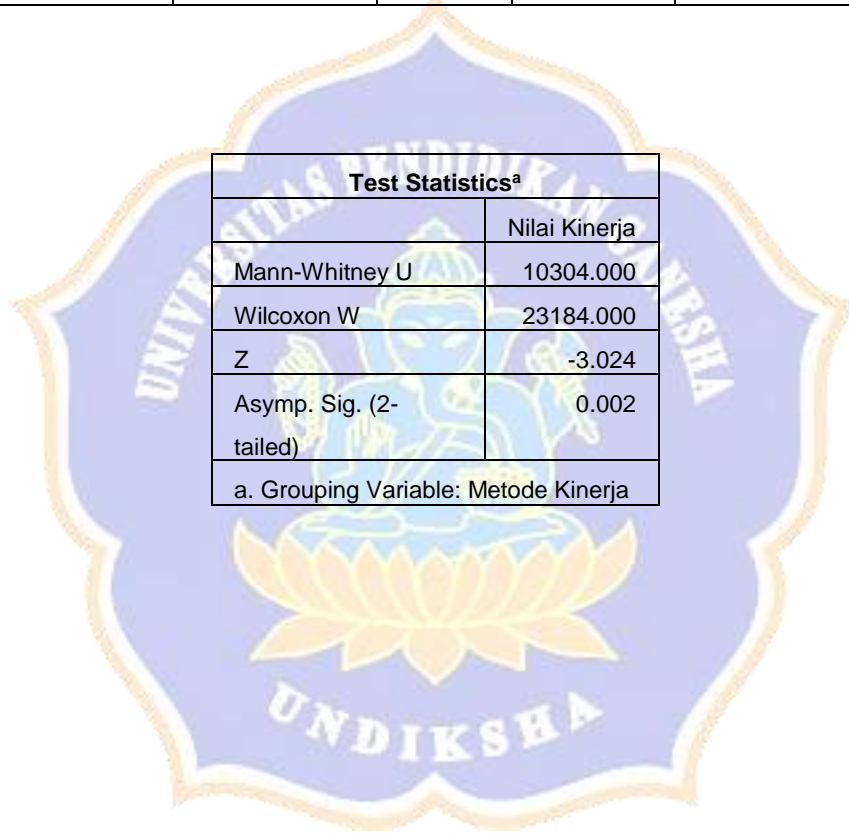 UNIVERSITAS PENDIDIKAN GANESHA
Test Statisticsᵃ
Nilai Kinerja
Mann-Whitney U 10304.000
Wilcoxon W 23184.000
Z -3.024
Asymp. Sig. (2- 0.002
tailed)
a. Grouping Variable: Metode Kinerja
UNDIKSHA